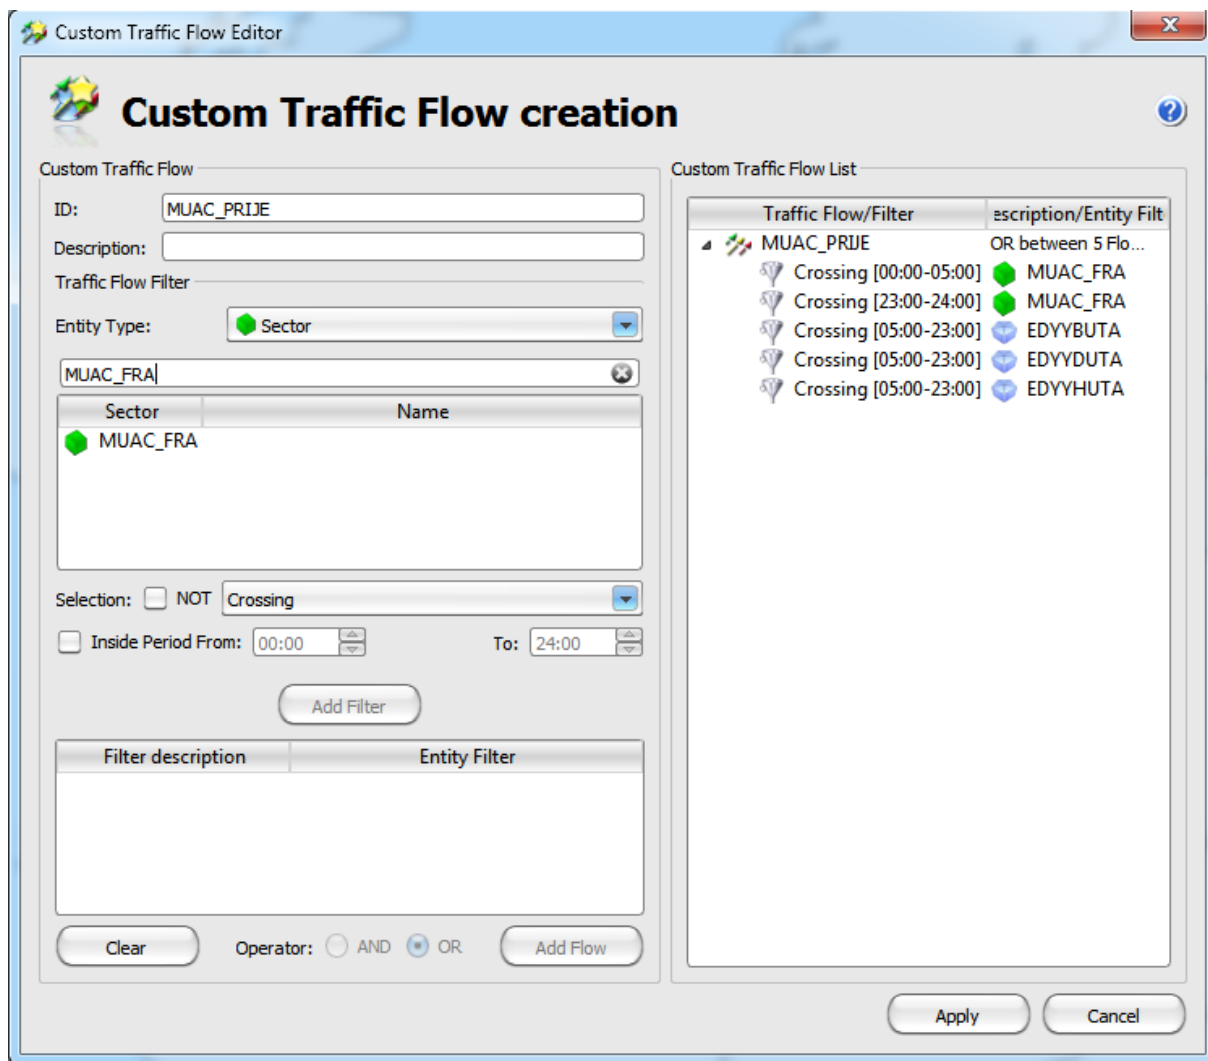 Custom Traffic Flow Editor
Custom Traffic Flow creation
Custom Traffic Flow
ID: MUAC_PRIJE
Description:
Traffic Flow Filter
Entity Type: Sector
MUAC_FRA
Sector Name
MUAC_FRA
Selection: NOT Crossing
Inside Period From: 00:00 To: 24:00
Add Filter
Filter description Entity Filter
Clear Operator: AND OR Add Flow
Custom Traffic Flow List
Traffic Flow/Filter escription/Entity Filt
MUAC_PRIJE OR between 5 Flo...
Crossing [00:00-05:00] MUAC_FRA
Crossing [23:00-24:00] MUAC_FRA
Crossing [05:00-23:00] EDYYBUTA
Crossing [05:00-23:00] EDYYDUTA
Crossing [05:00-23:00] EDYYHUTA
Apply Cancel